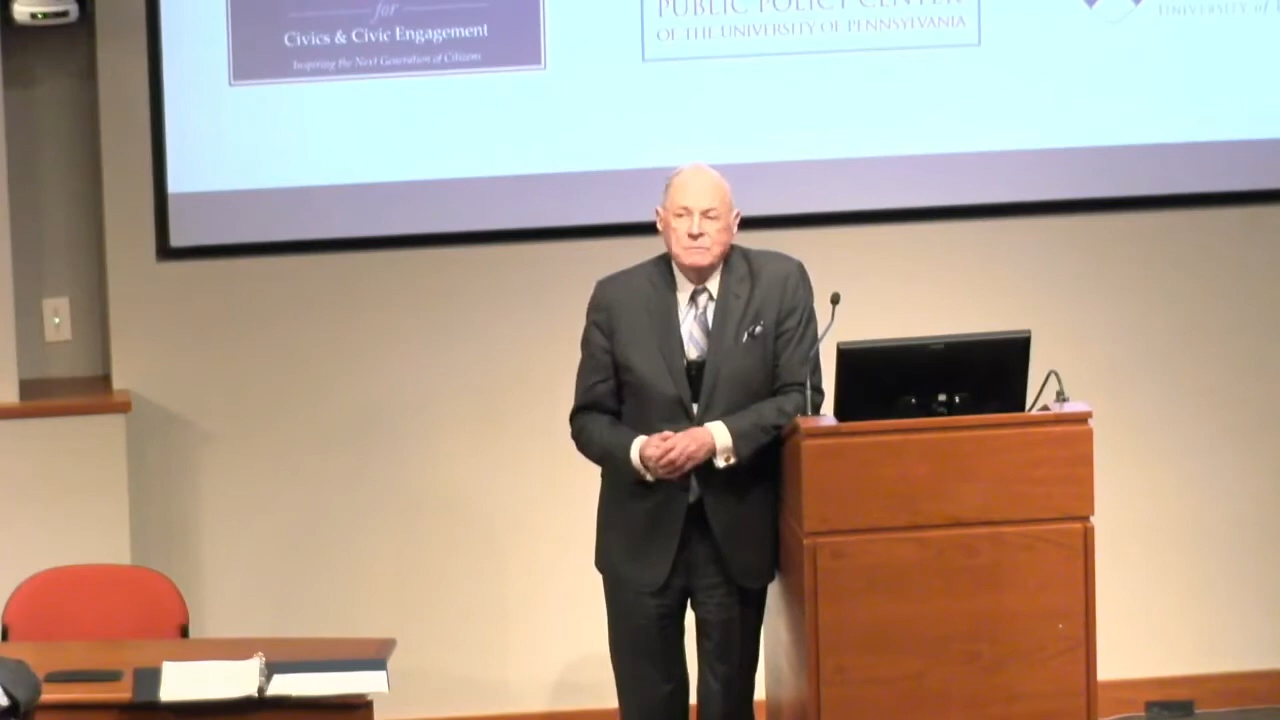 for
Civics & Civic Engagement
Inspiring the Next Generation of Citizens
PUBLIC POLICY CENTER
OF THE UNIVERSITY OF PENNSYLVANIA
UNIVERSITY of